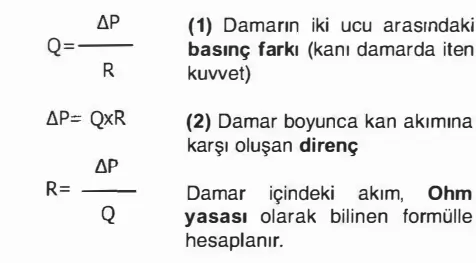 ΔP
Q=
R
(1) Damarın iki ucu arasındaki
basınç farkı (kanı damarda iten
kuvvet)
ΔP= QxR
(2) Damar boyunca kan akımına
karşı oluşan direnç
ΔP
R=
Q
Damar içindeki akım, Ohm
yasası olarak bilinen formülle
hesaplanır.